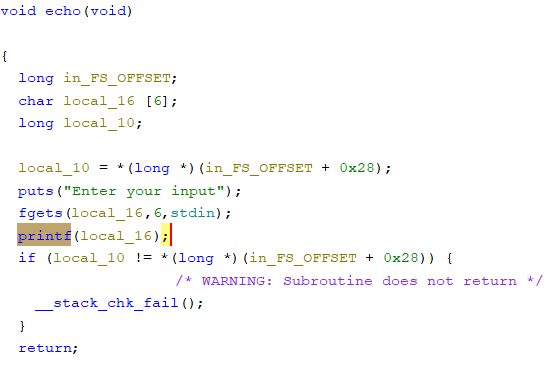 void echo(void)
{
long in_FS_OFFSET;
char local_16 [6];
long local_10;
local_10 = *(long *)(in_FS_OFFSET + 0x28);
puts("Enter your input");
fgets(local_16,6,stdin);
printf(local_16);
if (local_10 != *(long *)(in_FS_OFFSET + 0x28)) {
/* WARNING: Subroutine does not return */
__stack_chk_fail();
}
return;